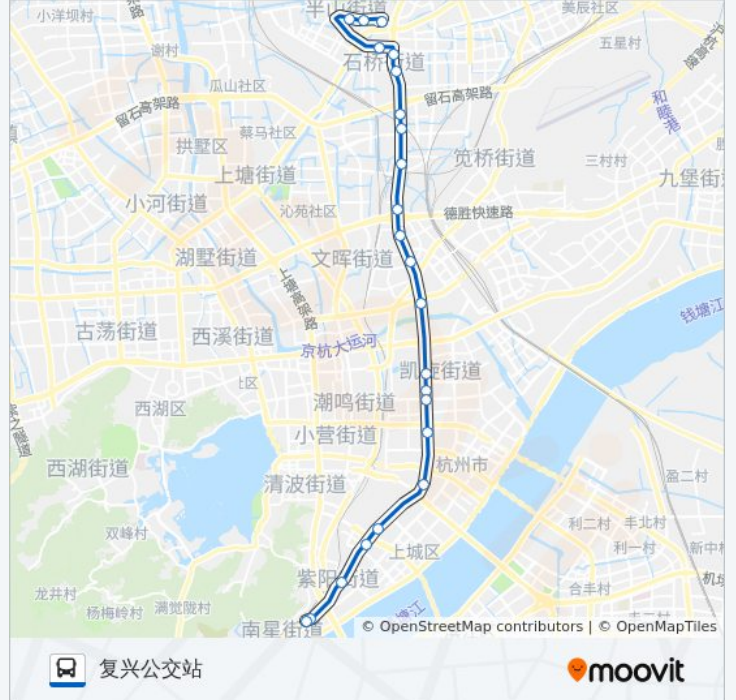 半山街道
美辰社区
小洋坝村
五星村
谢村
石桥街道
沪杭高速
瓜山社区
留石高架路
留石高架路
和睦港
拱墅区
蔡马社区
笕桥街道
三村村
上塘街道
九堡街
小河街道
沁苑社区
德胜快速路
湖墅街道
文晖街道
上塘高架路
钱塘江
古荡街道
西溪街道
京杭大运河
凯旋街道
社区
西湖区
潮鸣街道
小营街道
西湖街道
清波街道
杭州市
盈二村
双峰村
利二村
丰北村
利一村
新中村
上城区
紫阳街道
龙井村
杨梅岭村
满觉陇村
合丰村
南星街道
© OpenStreetMap contributors | © OpenMapTiles
复兴公交站
moovit